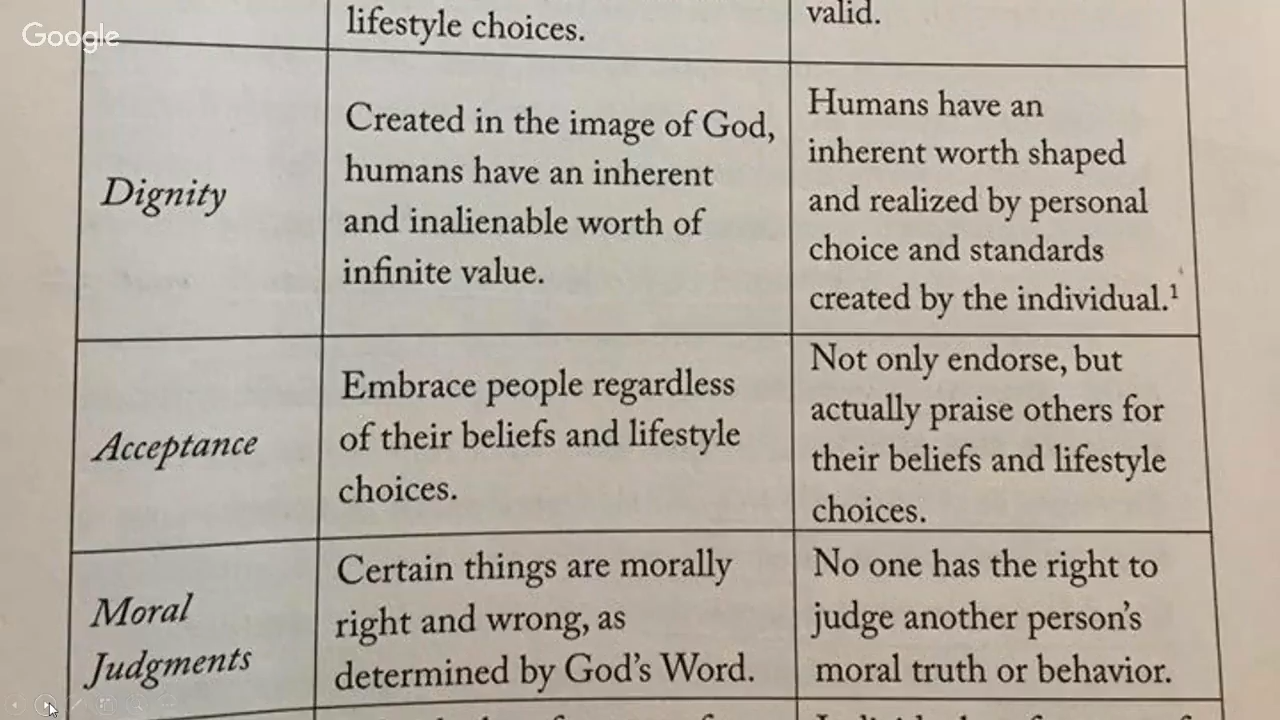 Google
lifestyle choices.
valid.
Dignity
Created in the image of God,
humans have an inherent
and inalienable worth of
infinite value.
Humans have an
inherent worth shaped
and realized by personal
choice and standards
created by the individual.¹
Acceptance
Embrace people regardless
of their beliefs and lifestyle
choices.
Not only endorse, but
actually praise others for
their beliefs and lifestyle
choices.
Moral
Judgments
Certain things are morally
right and wrong, as
determined by God's Word.
No one has the right to
judge another person's
moral truth or behavior.